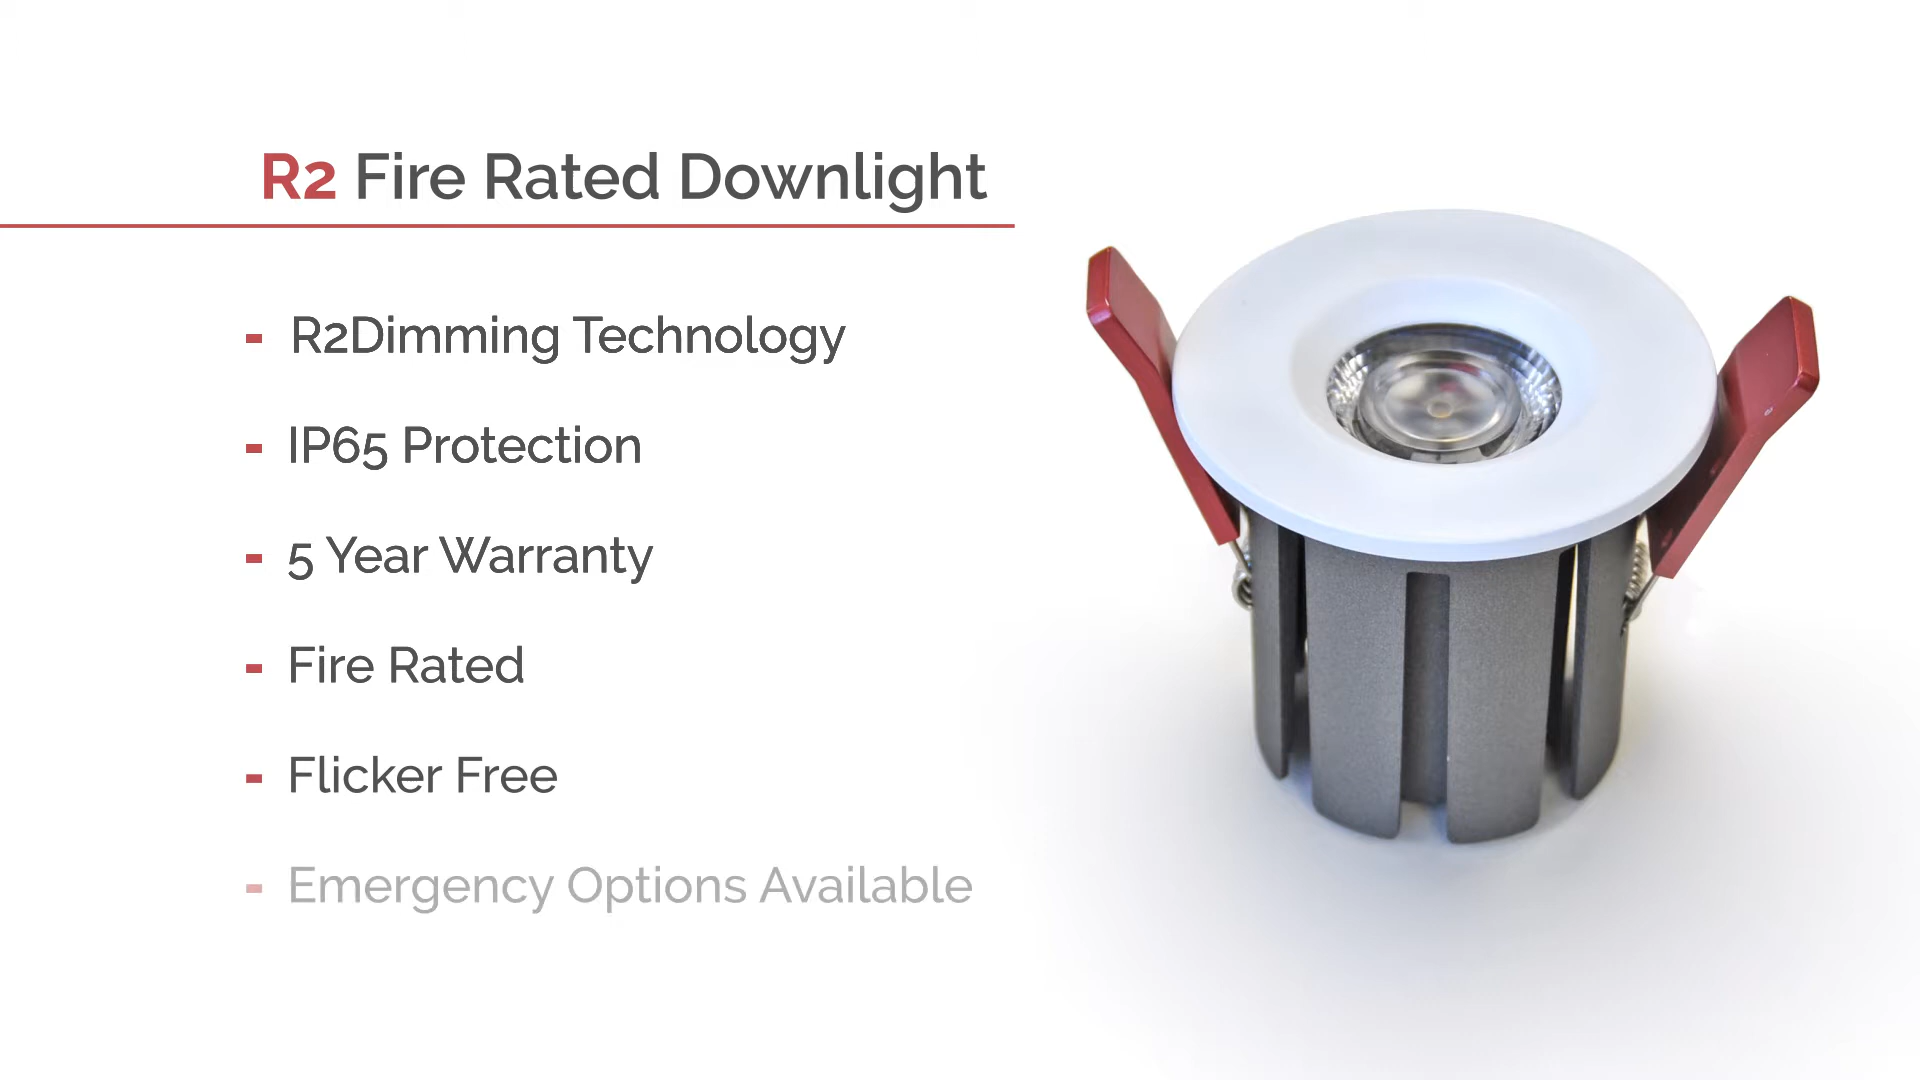 R2 Fire Rated Downlight
- R2Dimming Technology
- IP65 Protection
- 5 Year Warranty
- Fire Rated
- Flicker Free
- Emergency Options Available